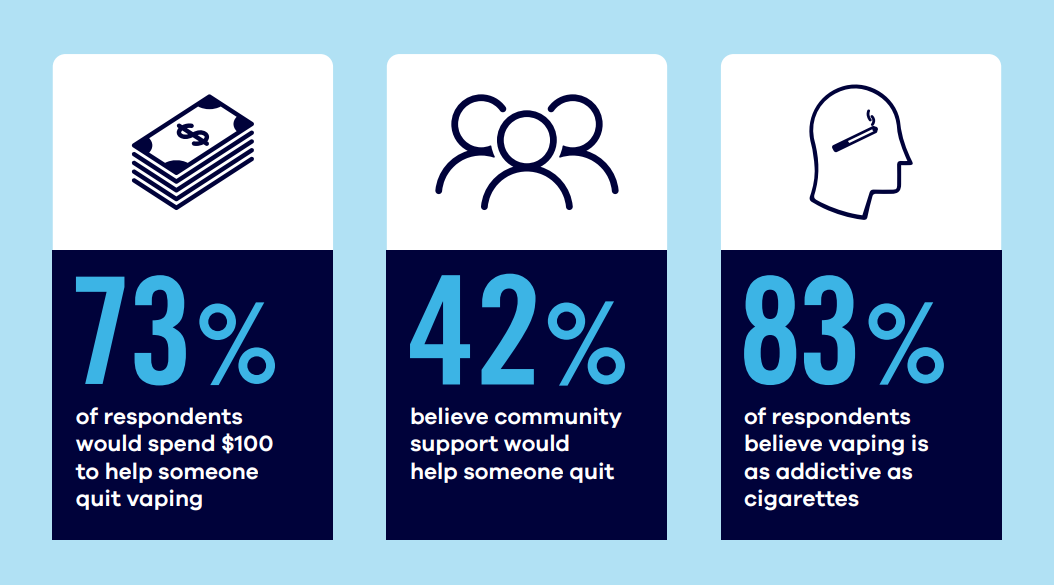 $
73%
of respondents
would spend $100
to help someone
quit vaping
42%
believe community
support would
help someone quit
83%
of respondents
believe vaping is
as addictive as
cigarettes